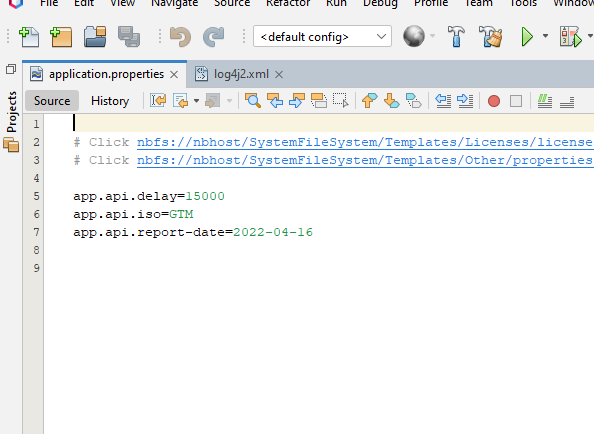 File Edit View Navigate Source Refactor Run Debug Profile Team Tools Window
<default config>
Projects
application.properties log4j2.xml
Source History
1
2 # Click nbfs://nbhost/SystemFileSystem/Templates/Licenses/license
3 # Click nbfs://nbhost/SystemFileSystem/Templates/Other/properties
4
5 app.api.delay=15000
6 app.api.iso=GTM
7 app.api.report-date=2022-04-16
8
9